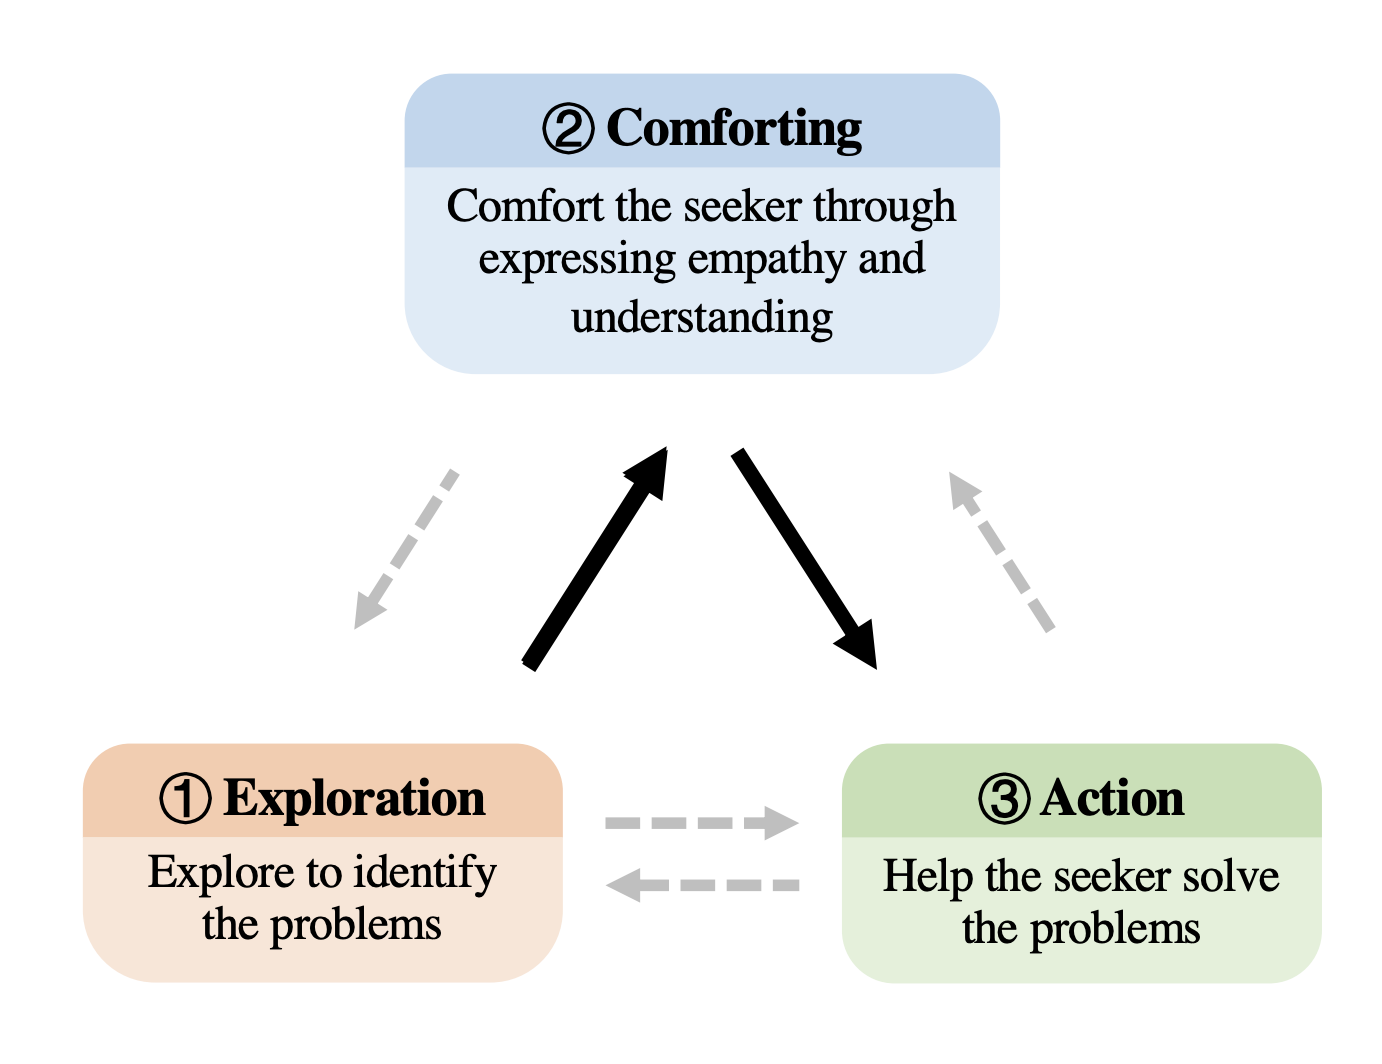 ② Comforting
Comfort the seeker through
expressing empathy and
understanding
① Exploration
Explore to identify
the problems
③ Action
Help the seeker solve
the problems